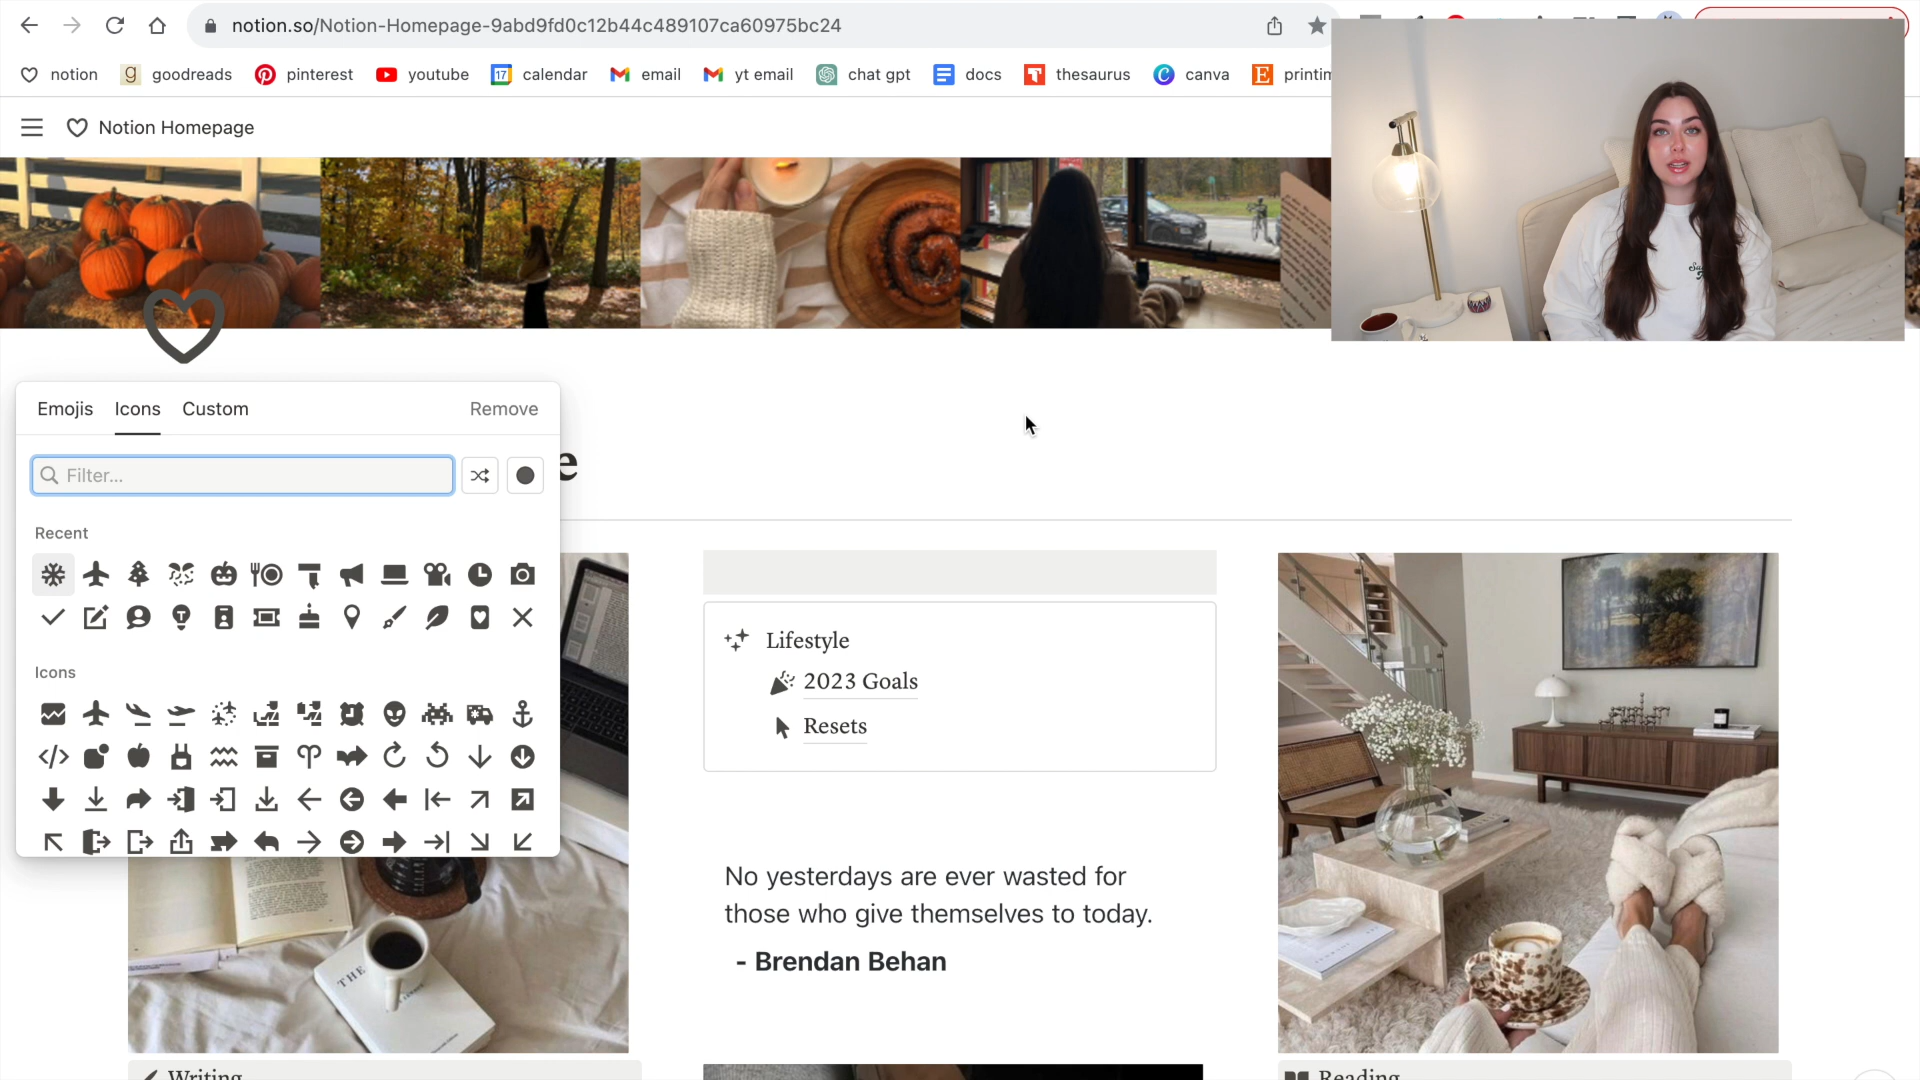 notion.so/Notion-Homepage-9abd9fd0c12b44c489107ca60975bc24
notion goodreads pinterest youtube 17 calendar email yt email chat gpt docs thesaurus canva
Notion Homepage
Emojis Icons Custom Remove
Filter...
e
Recent
Icons
Lifestyle
2023 Goals
Resets
No yesterdays are ever wasted for
those who give themselves to today.
- Brendan Behan
THE
Writing
Reading